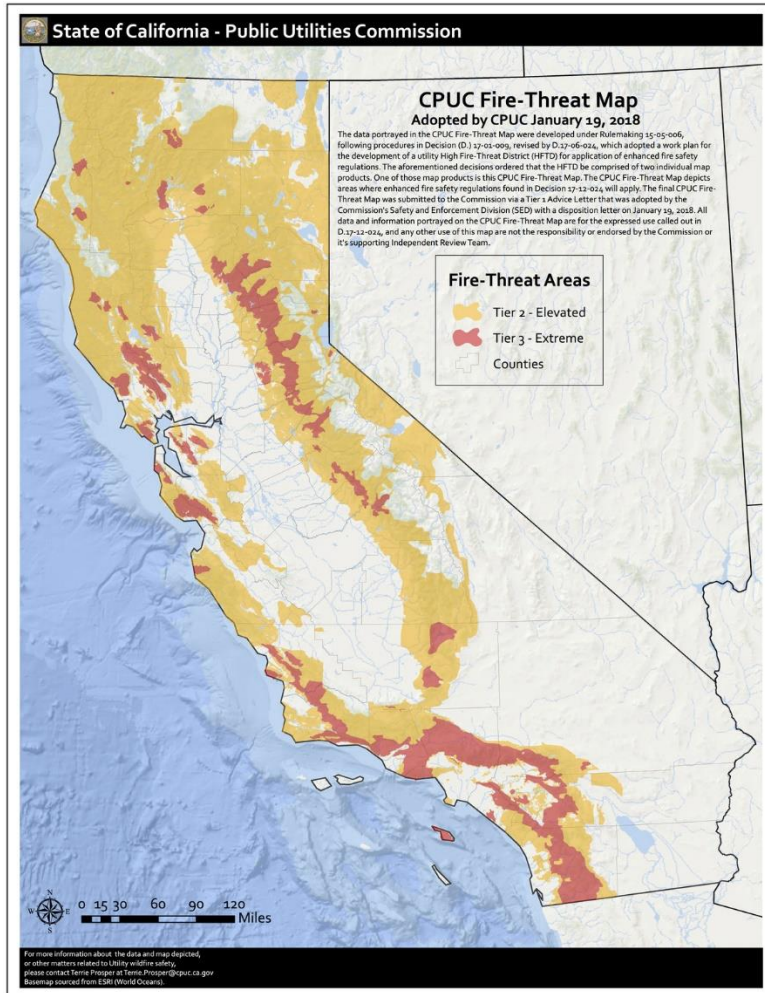 State of California - Public Utilities Commission
CPUC Fire-Threat Map
Adopted by CPUC January 19, 2018
The data portrayed in the CPUC Fire-Threat Map were developed under Rulemaking 15-05-006,
following procedures in Decision (D.) 17-01-009, revised by D.17-06-024, which adopted a work plan for
the development of a utility High Fire-Threat District (HFTD) for application of enhanced fire safety
regulations. The aforementioned decisions ordered that the HFTD be comprised of two individual map
products. One of those map products is this CPUC Fire-Threat Map. The CPUC Fire-Threat Map depicts
areas where enhanced fire safety regulations found in Decision 17-12-024 will apply. The final CPUC Fire-
Threat Map was submitted to the Commission via a Tier 1 Advice Letter that was adopted by the
Commission's Safety and Enforcement Division (SED) with a disposition letter on January 19, 2018. All
data and information portrayed on the CPUC Fire-Threat Map are for the expressed use called out in
D.17-12-024, and any other use of this map are not the responsibility or endorsed by the Commission or
it's supporting Independent Review Team.
Fire-Threat Areas
Tier 2 - Elevated
Tier 3 - Extreme
Counties
N
W E
S
0 15 30 60 90 120
Miles
For more information about the data and map depicted,
or other matters related to Utility wildfire safety,
please contact Terrie Prosper at Terrie.Prosper@cpuc.ca.gov
Basemap sourced from ESRI (World Oceans).